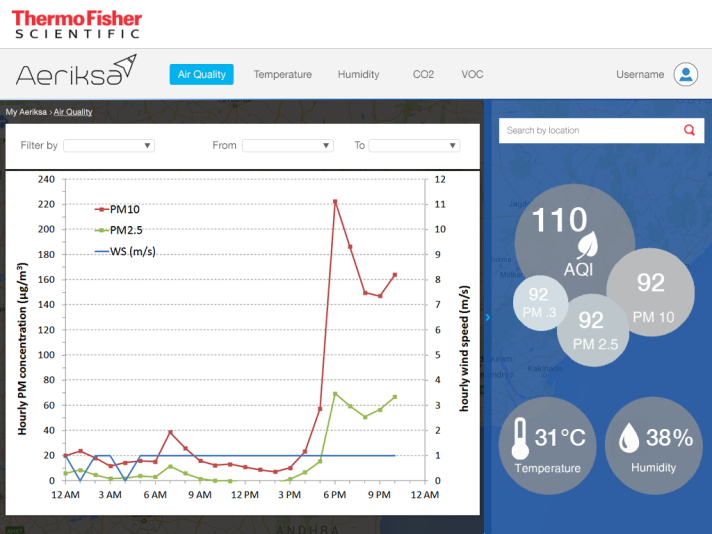 ThermoFisher
SCIENTIFIC
Aeriksa
Air Quality
Temperature
Humidity
CO2
VOC
Username
My Aeriksa › Air Quality
Filter by
From
To
Search by location
240
220
200
180
160
140
120
100
80
60
40
20
0
Hourly PM concentration (µg/m³)
PM10
PM2.5
WS (m/s)
12
11
10
9
8
7
6
5
4
3
2
1
0
hourly wind speed (m/s)
12 AM
3 AM
6 AM
9 AM
12 PM
3 PM
6 PM
9 PM
12 AM
110
AQI
92
PM .3
92
PM 2.5
92
PM 10
Kakinada
31°C
Temperature
38%
Humidity
ANDHRA